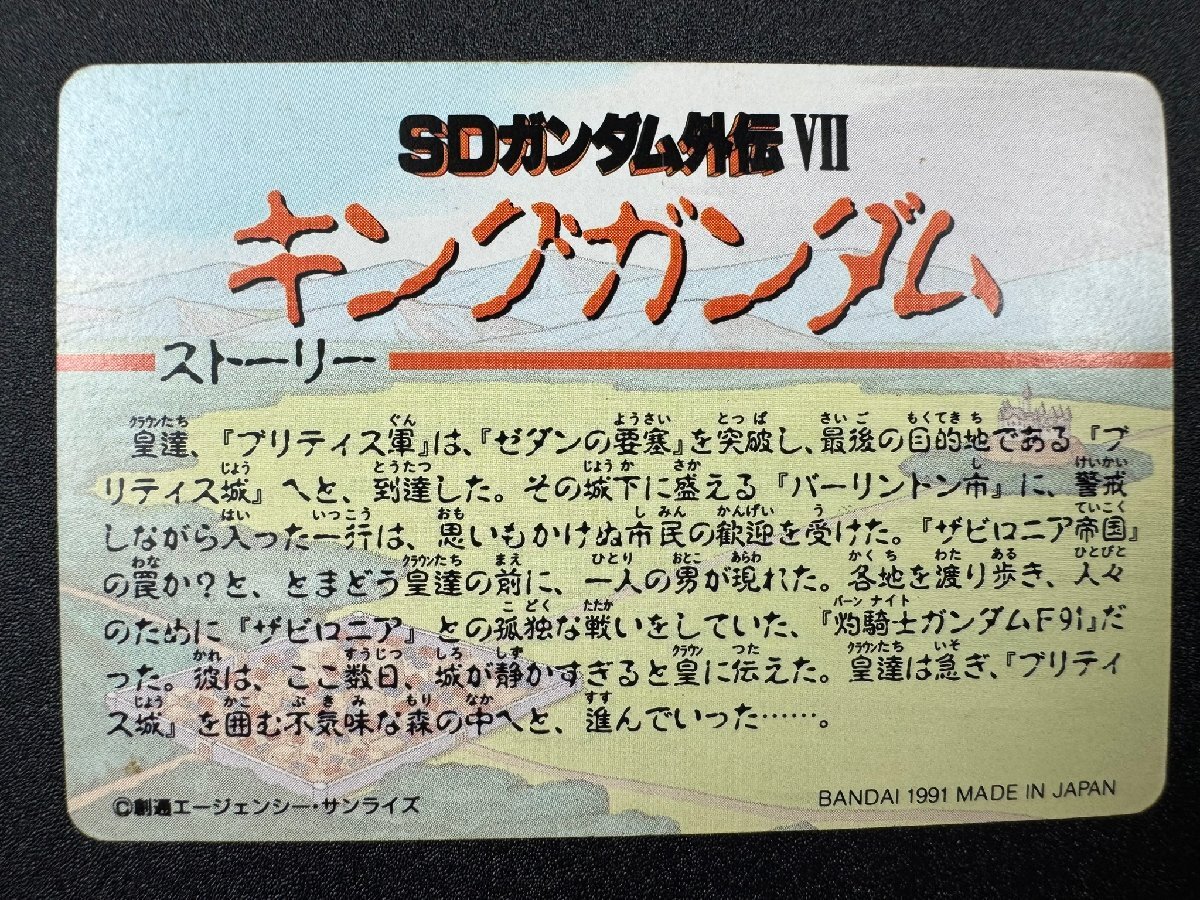 SDガンダム外伝 VII
キングガンダム
ストーリー
皇達、『ブリティス軍』は、『ゼダンの要塞』を突破し、最後の目的地である『ブ
リティス城』へと、到達した。その城下に盛える『バーリントン市』に、警戒
しながら入った一行は、思いもかけぬ市民の歓迎を受けた。『ザビロニア帝国』
の罠か?と、とまどう皇達の前に、一人の男が現れた。各地を渡り歩き、人々
のために『ザビロニア』との孤独な戦いをしていた、『灼騎士ガンダムF91』だ
った。彼は、ここ数日、城が静かすぎると皇に伝えた。皇達は急ぎ、『ブリティ
ス城』を囲む不気味な森の中へと、進んでいった……。
©創通エージェンシー・サンライズ
BANDAI 1991 MADE IN JAPAN